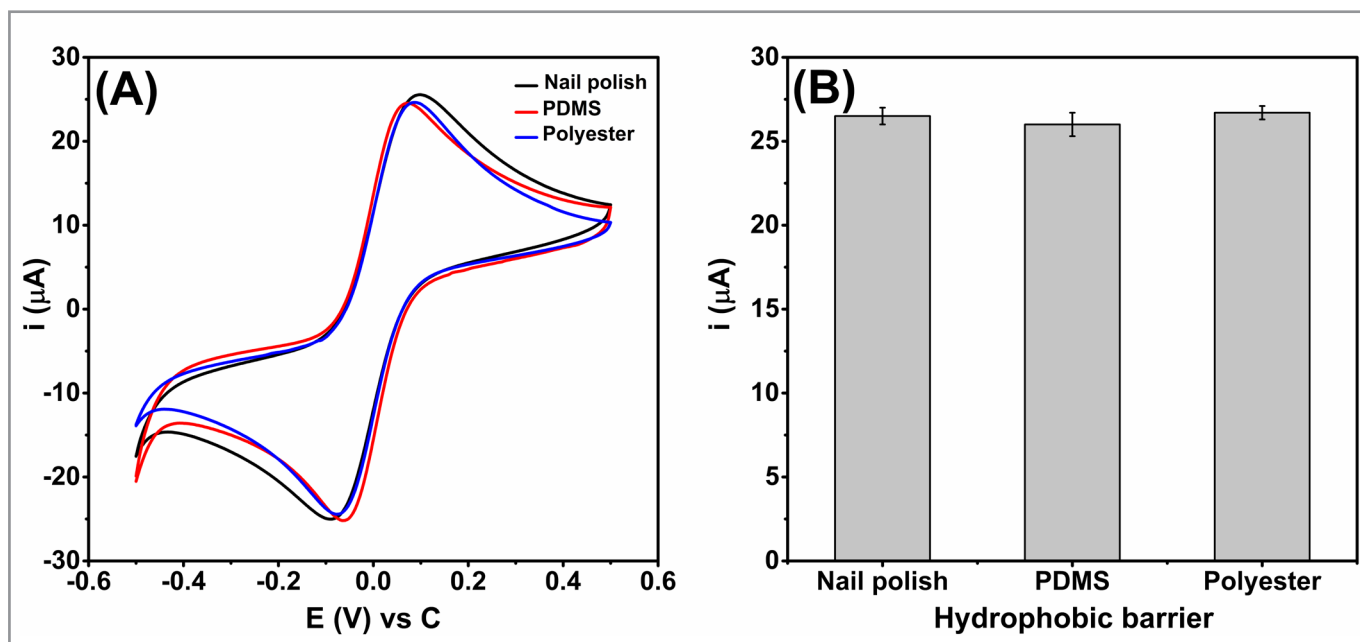 (A)
Nail polish
PDMS
Polyester
30
20
10
0
-10
-20
-30
i (μA)
-0.6 -0.4 -0.2 0.0 0.2 0.4 0.6
E (V) vs C
(B)
30
25
20
15
10
5
0
i (μA)
Nail polish PDMS Polyester
Hydrophobic barrier